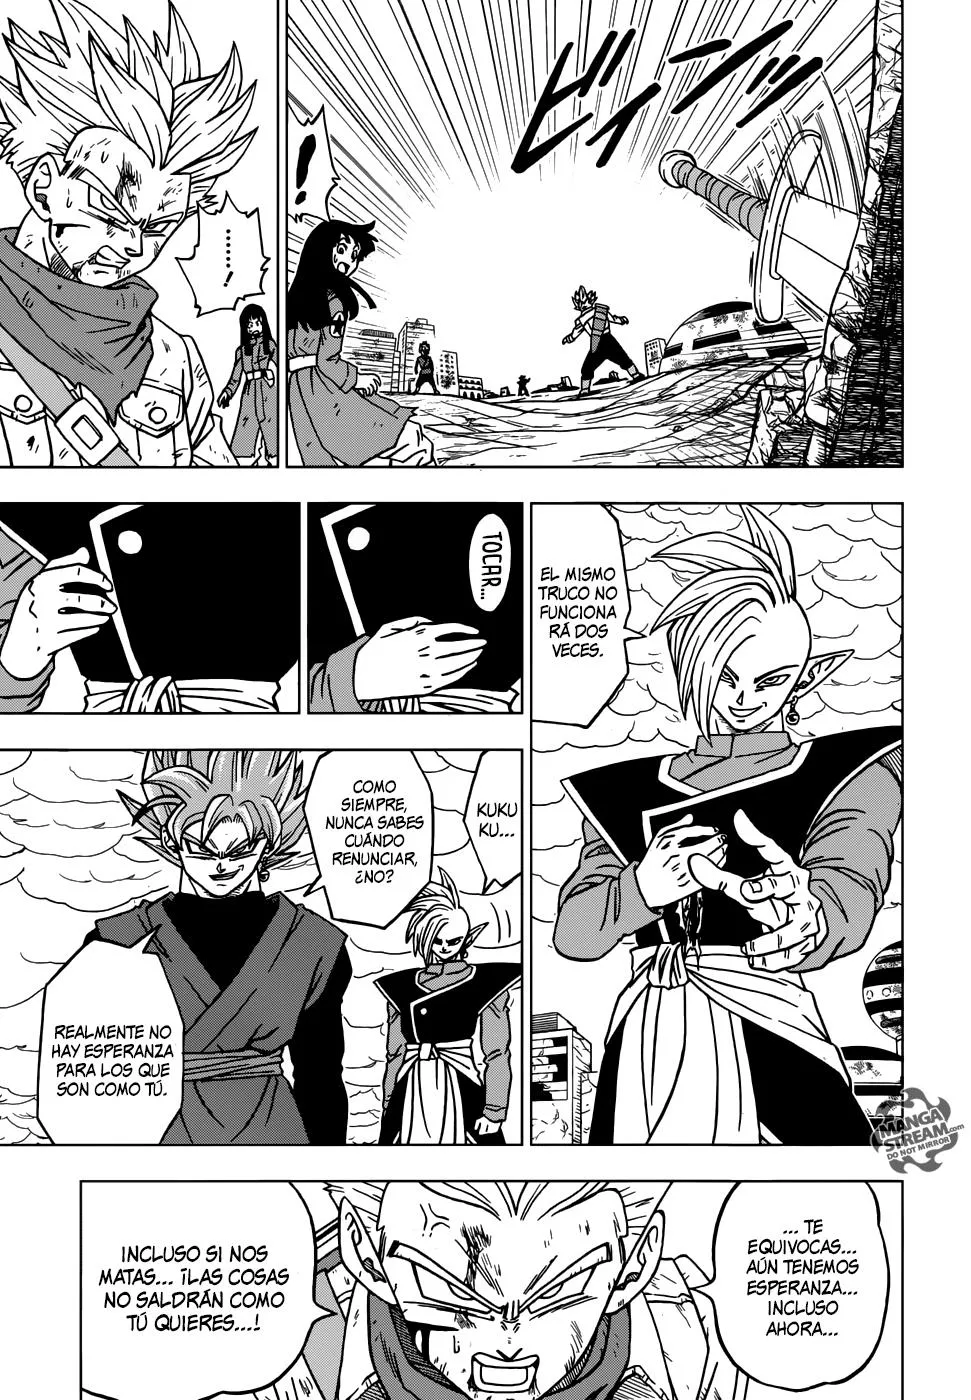 ビィンッ
!
......!
EL MISMO
TRUCO NO
FUNCIONA
RÁ DOS
VECES.
TOCAR...
KUKU
KU...
COMO
SIEMPRE,
NUNCA SABES
CUÁNDO
RENUNCIAR,
¿NO?
REALMENTE NO
HAY ESPERANZA
PARA LOS QUE
SON COMO TÚ.
MANGA
STREAM.com
DO NOT MIRROR
... TE
EQUIVOCAS...
AÚN TENEMOS
ESPERANZA...
INCLUSO
AHORA...
INCLUSO SI NOS
MATAS... ¡LAS COSAS
NO SALDRÁN COMO
TÚ QUIERES...!